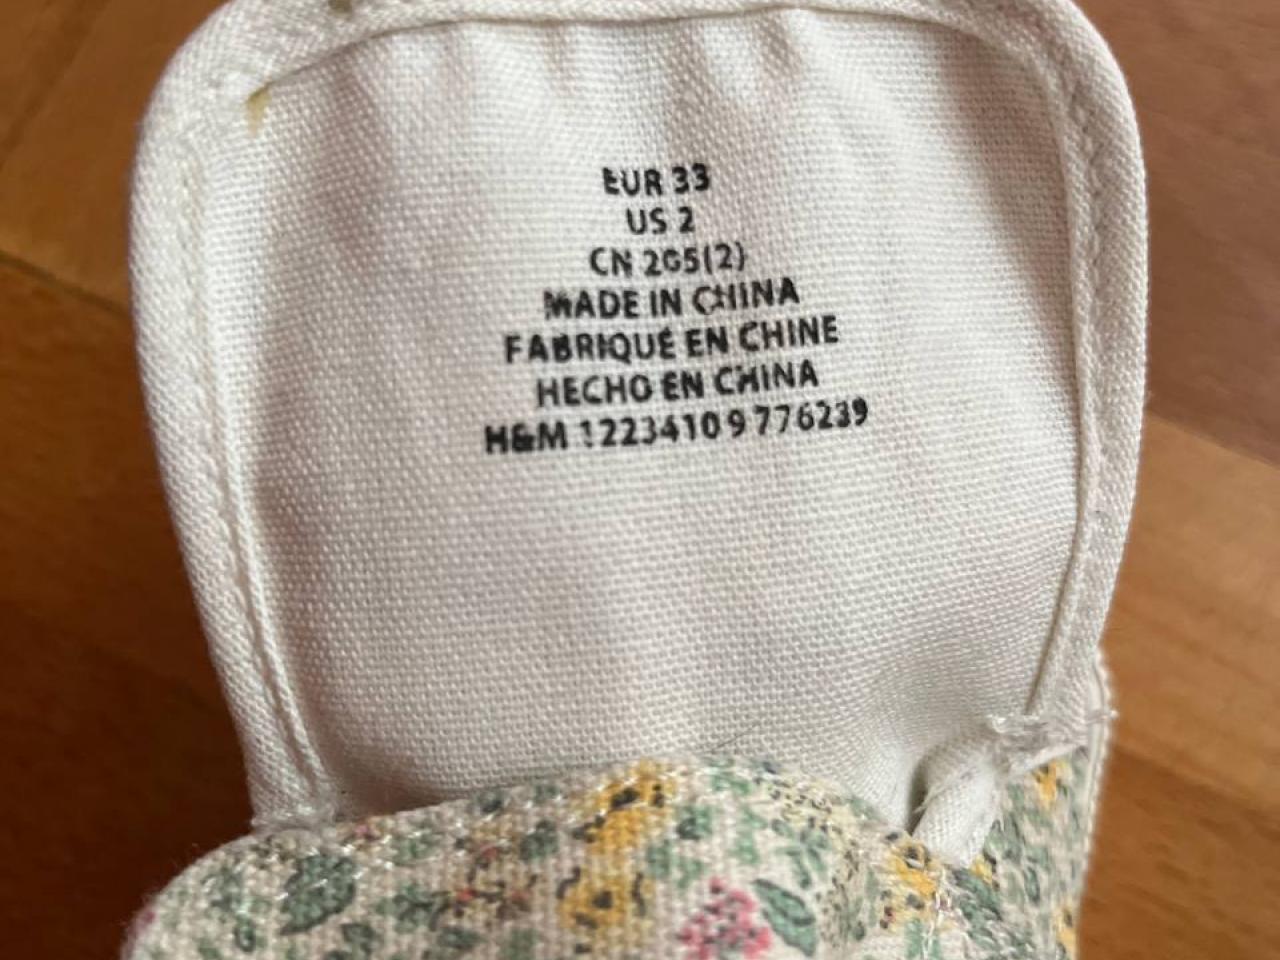 EUR 33
US 2
CN 205(2)
MADE IN CHINA
FABRIQUÉ EN CHINE
HECHO EN CHINA
H&M 1223410 9 776239